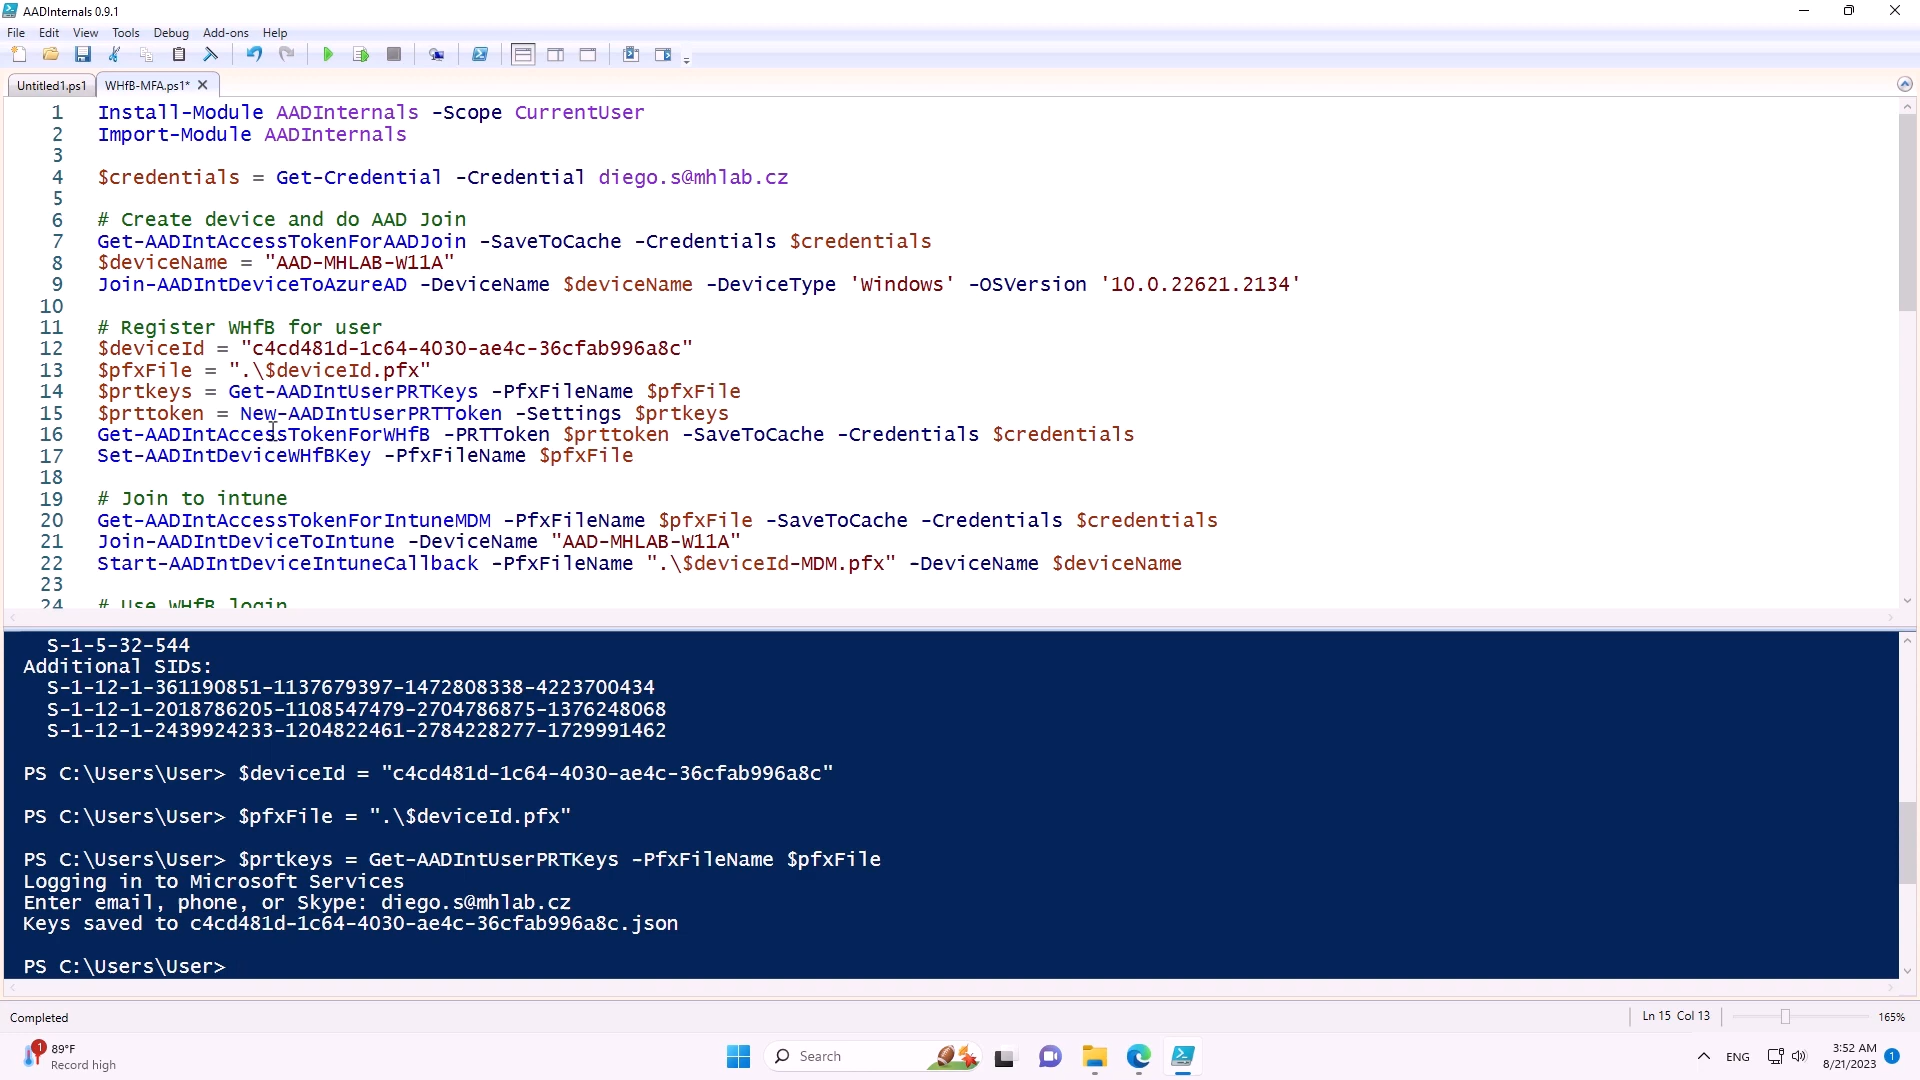 AADInternals 0.9.1
File Edit View Tools Debug Add-ons Help
Untitled1.ps1 WHfB-MFA.ps1*
1 Install-Module AADInternals -Scope CurrentUser
2 Import-Module AADInternals
3
4 $credentials = Get-Credential -Credential diego.s@mhlab.cz
5
6 # Create device and do AAD Join
7 Get-AADIntAccessTokenForAADJoin -SaveToCache -Credentials $credentials
8 $deviceName = "AAD-MHLAB-W11A"
9 Join-AADIntDeviceToAzureAD -DeviceName $deviceName -DeviceType 'Windows' -OSVersion '10.0.22621.2134'
10
11 # Register WHfB for user
12 $deviceId = "c4cd481d-1c64-4030-ae4c-36cfab996a8c"
13 $pfxFile = ".\$deviceId.pfx"
14 $prtkeys = Get-AADIntUserPRTKeys -PfxFileName $pfxFile
15 $prttoken = New-AADIntUserPRTToken -Settings $prtkeys
16 Get-AADIntAccessTokenForWHfB -PRTToken $prttoken -SaveToCache -Credentials $credentials
17 Set-AADIntDeviceWHfBKey -PfxFileName $pfxFile
18
19 # Join to intune
20 Get-AADIntAccessTokenForIntuneMDM -PfxFileName $pfxFile -SaveToCache -Credentials $credentials
21 Join-AADIntDeviceToIntune -DeviceName "AAD-MHLAB-W11A"
22 Start-AADIntDeviceIntuneCallback -PfxFileName ".\$deviceId-MDM.pfx" -DeviceName $deviceName
23
24 # Use WHfB login
S-1-5-32-544
Additional SIDs:
S-1-12-1-361190851-1137679397-1472808338-4223700434
S-1-12-1-2018786205-1108547479-2704786875-1376248068
S-1-12-1-2439924233-1204822461-2784228277-1729991462
PS C:\Users\User> $deviceId = "c4cd481d-1c64-4030-ae4c-36cfab996a8c"
PS C:\Users\User> $pfxFile = ".\$deviceId.pfx"
PS C:\Users\User> $prtkeys = Get-AADIntUserPRTKeys -PfxFileName $pfxFile
Logging in to Microsoft Services
Enter email, phone, or Skype: diego.s@mhlab.cz
Keys saved to c4cd481d-1c64-4030-ae4c-36cfab996a8c.json
PS C:\Users\User>
Completed Ln 15 Col 13 165%
1 89°F Search ENG 3:52 AM
Record high 8/21/2023 1